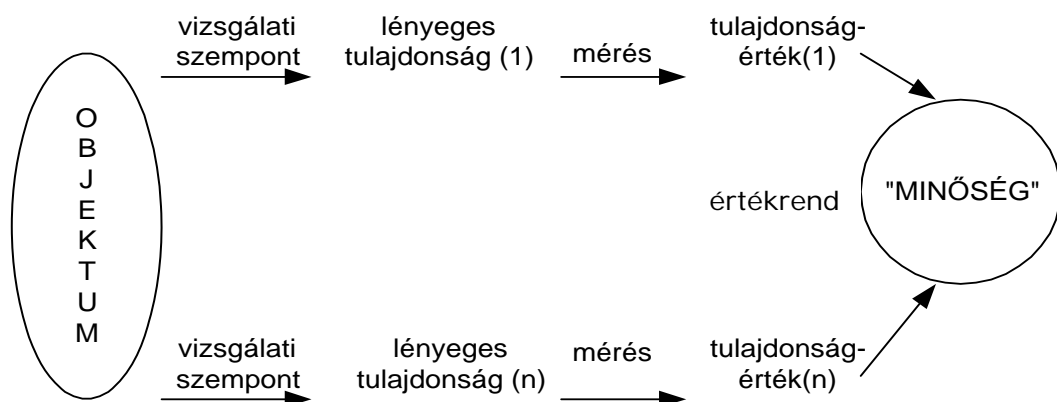 vizsgálati
szempont
lényeges
tulajdonság (1)
mérés
tulajdonság-
érték(1)
O
B
J
E
K
T
U
M
értékrend
"MINŐSÉG"
vizsgálati
szempont
lényeges
tulajdonság (n)
mérés
tulajdonság-
érték(n)